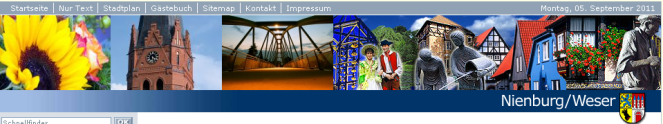 Startseite | Nur Text | Stadtplan | Gästebuch | Sitemap | Kontakt | Impressum Montag, 05. September 2011
Nienburg/Weser
Schnellfinder OK